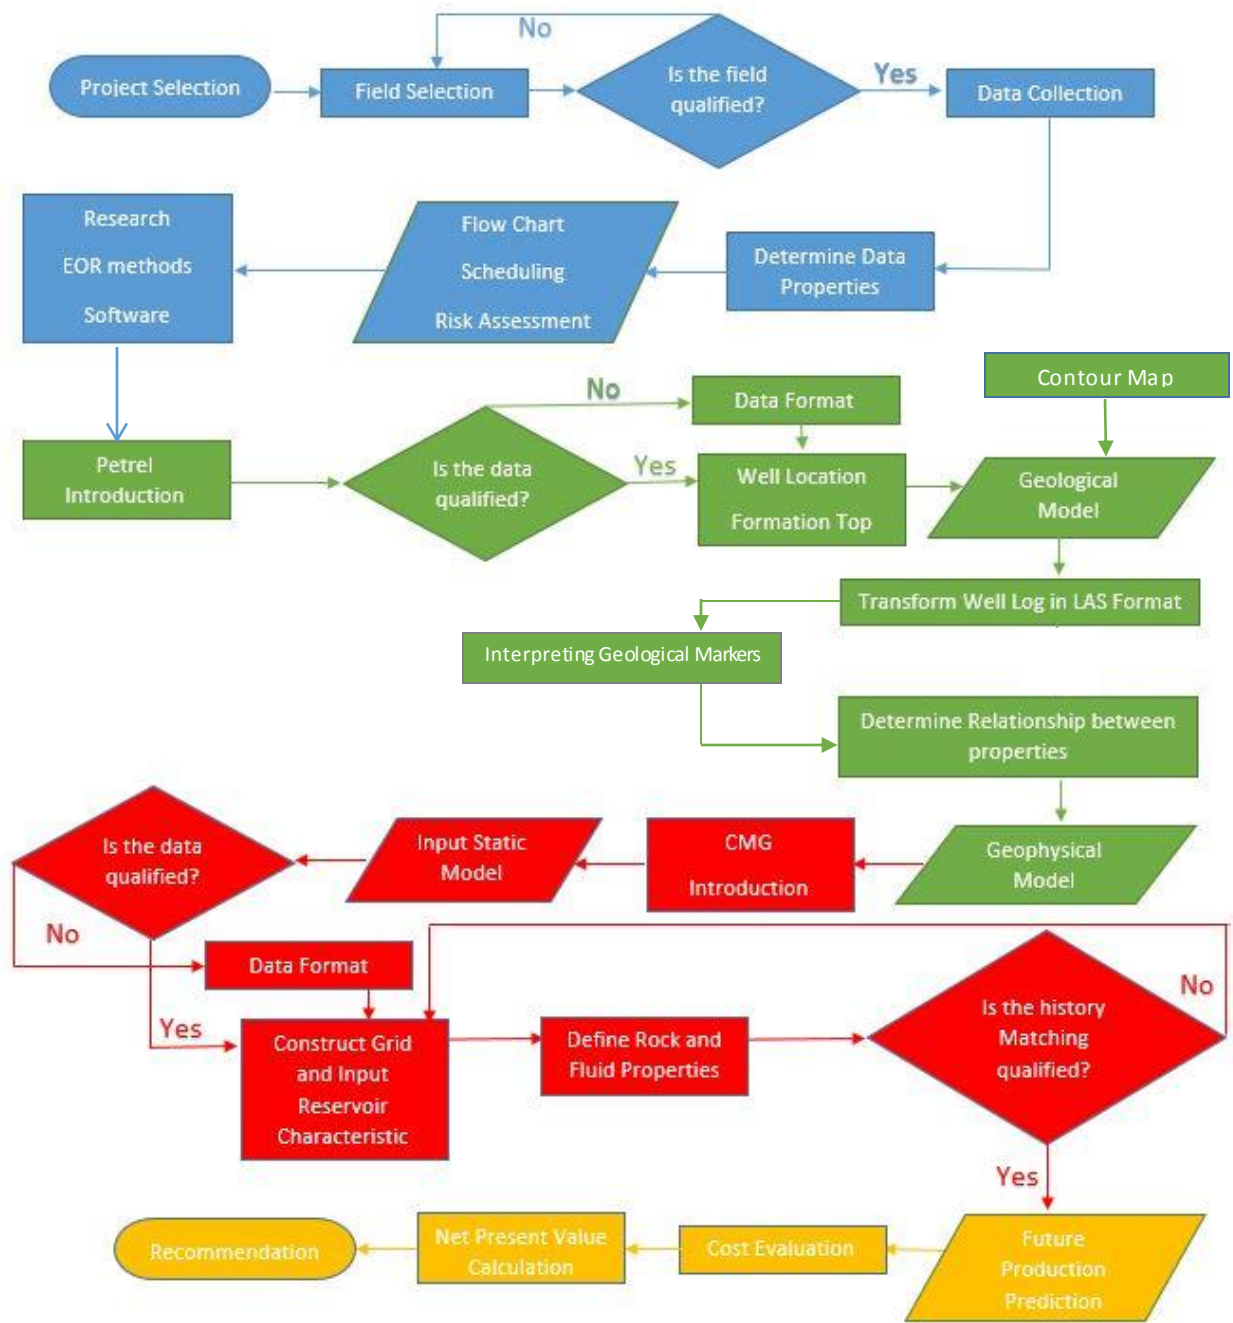 No
Project Selection
Field Selection
Is the field
qualified?
Yes
Data Collection
Research
EOR methods
Software
Flow Chart
Scheduling
Risk Assessment
Determine Data
Properties
Contour Map
Petrel
Introduction
Is the data
qualified?
No
Data Format
Yes
Well Location
Formation Top
Geological
Model
Transform Well Log in LAS Format
Interpreting Geological Markers
Determine Relationship between
properties
Geophysical
Model
CMG
Introduction
Input Static
Model
Is the data
qualified?
No
Data Format
Yes
Construct Grid
and Input
Reservoir
Characteristic
Define Rock and
Fluid Properties
Is the history
Matching
qualified?
No
Yes
Future
Production
Prediction
Cost Evaluation
Net Present Value
Calculation
Recommendation